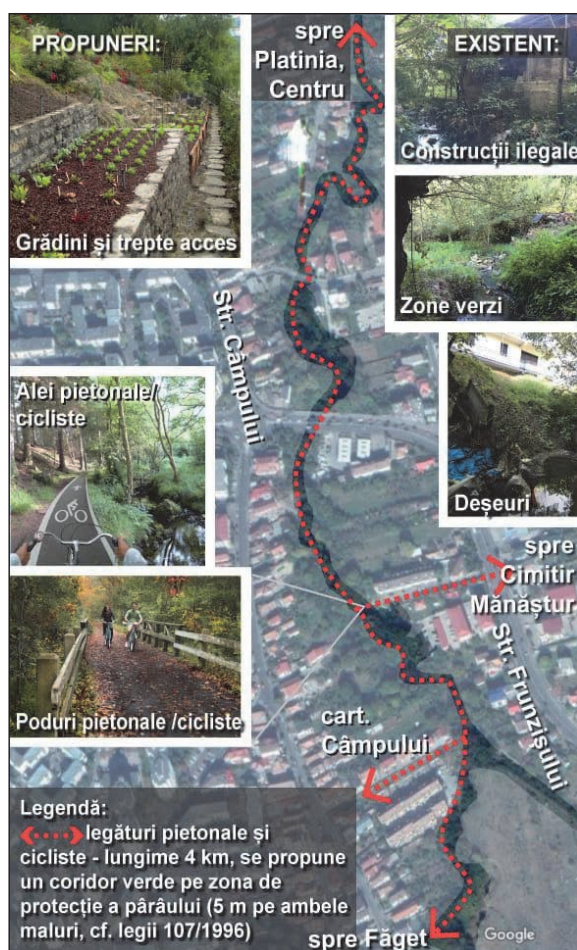 PROPUNERI:
Grădini și trepte acces
spre
Platinia,
Centru
EXISTENT:
Construcții ilegale
Zone verzi
Str. Câmpului
Alei pietonale/
cicliste
Deșeuri
spre
Cimitir
Mănăștur
Str. Frunzișului
Poduri pietonale /cicliste
cart.
Câmpului
Legendă:
legături pietonale și
cicliste - lungime 4 km, se propune
un coridor verde pe zona de
protecție a pârâului (5 m pe ambele
maluri, cf. legii 107/1996)
spre Făget
Google